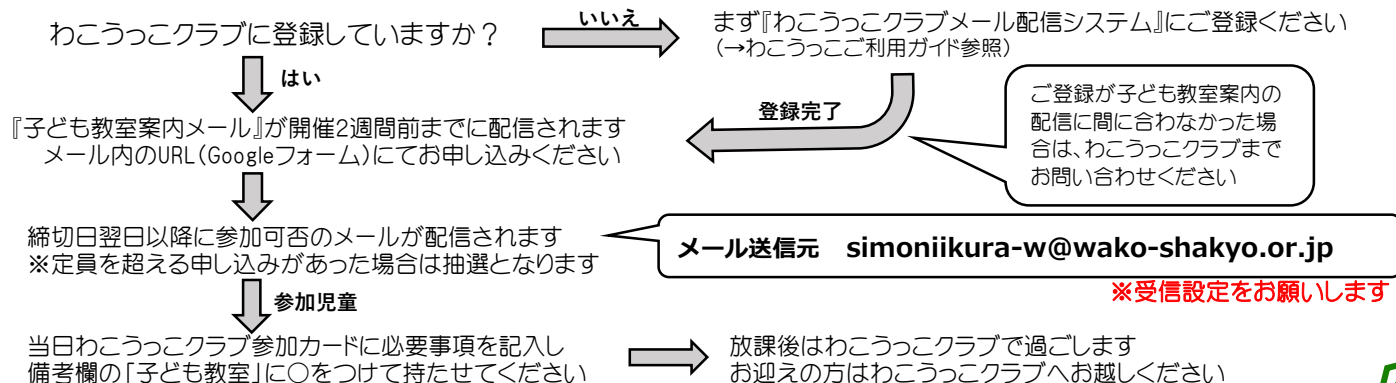 わこうっこクラブに登録していますか？
いいえ
まず『わこうっこクラブメール配信システム』にご登録ください
（→わこうっこご利用ガイド参照）
はい
登録完了
ご登録が子ども教室案内の
配信に間に合わなかった場
合は、わこうっこクラブまで
お問い合わせください
『子ども教室案内メール』が開催2週間前までに配信されます
メール内のURL（Googleフォーム）にてお申し込みください
締切日翌日以降に参加可否のメールが配信されます
※定員を超える申し込みがあった場合は抽選となります
メール送信元 simoniikura-w@wako-shakyo.or.jp
※受信設定をお願いします
参加児童
当日わこうっこクラブ参加カードに必要事項を記入し
備考欄の「子ども教室」に○をつけて持たせてください
放課後はわこうっこクラブで過ごします
お迎えの方はわこうっこクラブへお越しください